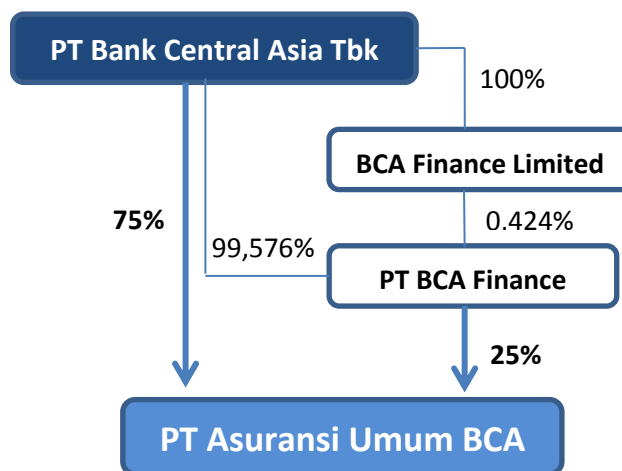 PT Bank Central Asia Tbk
100%
BCA Finance Limited
75%
0.424%
99,576%
PT BCA Finance
25%
PT Asuransi Umum BCA